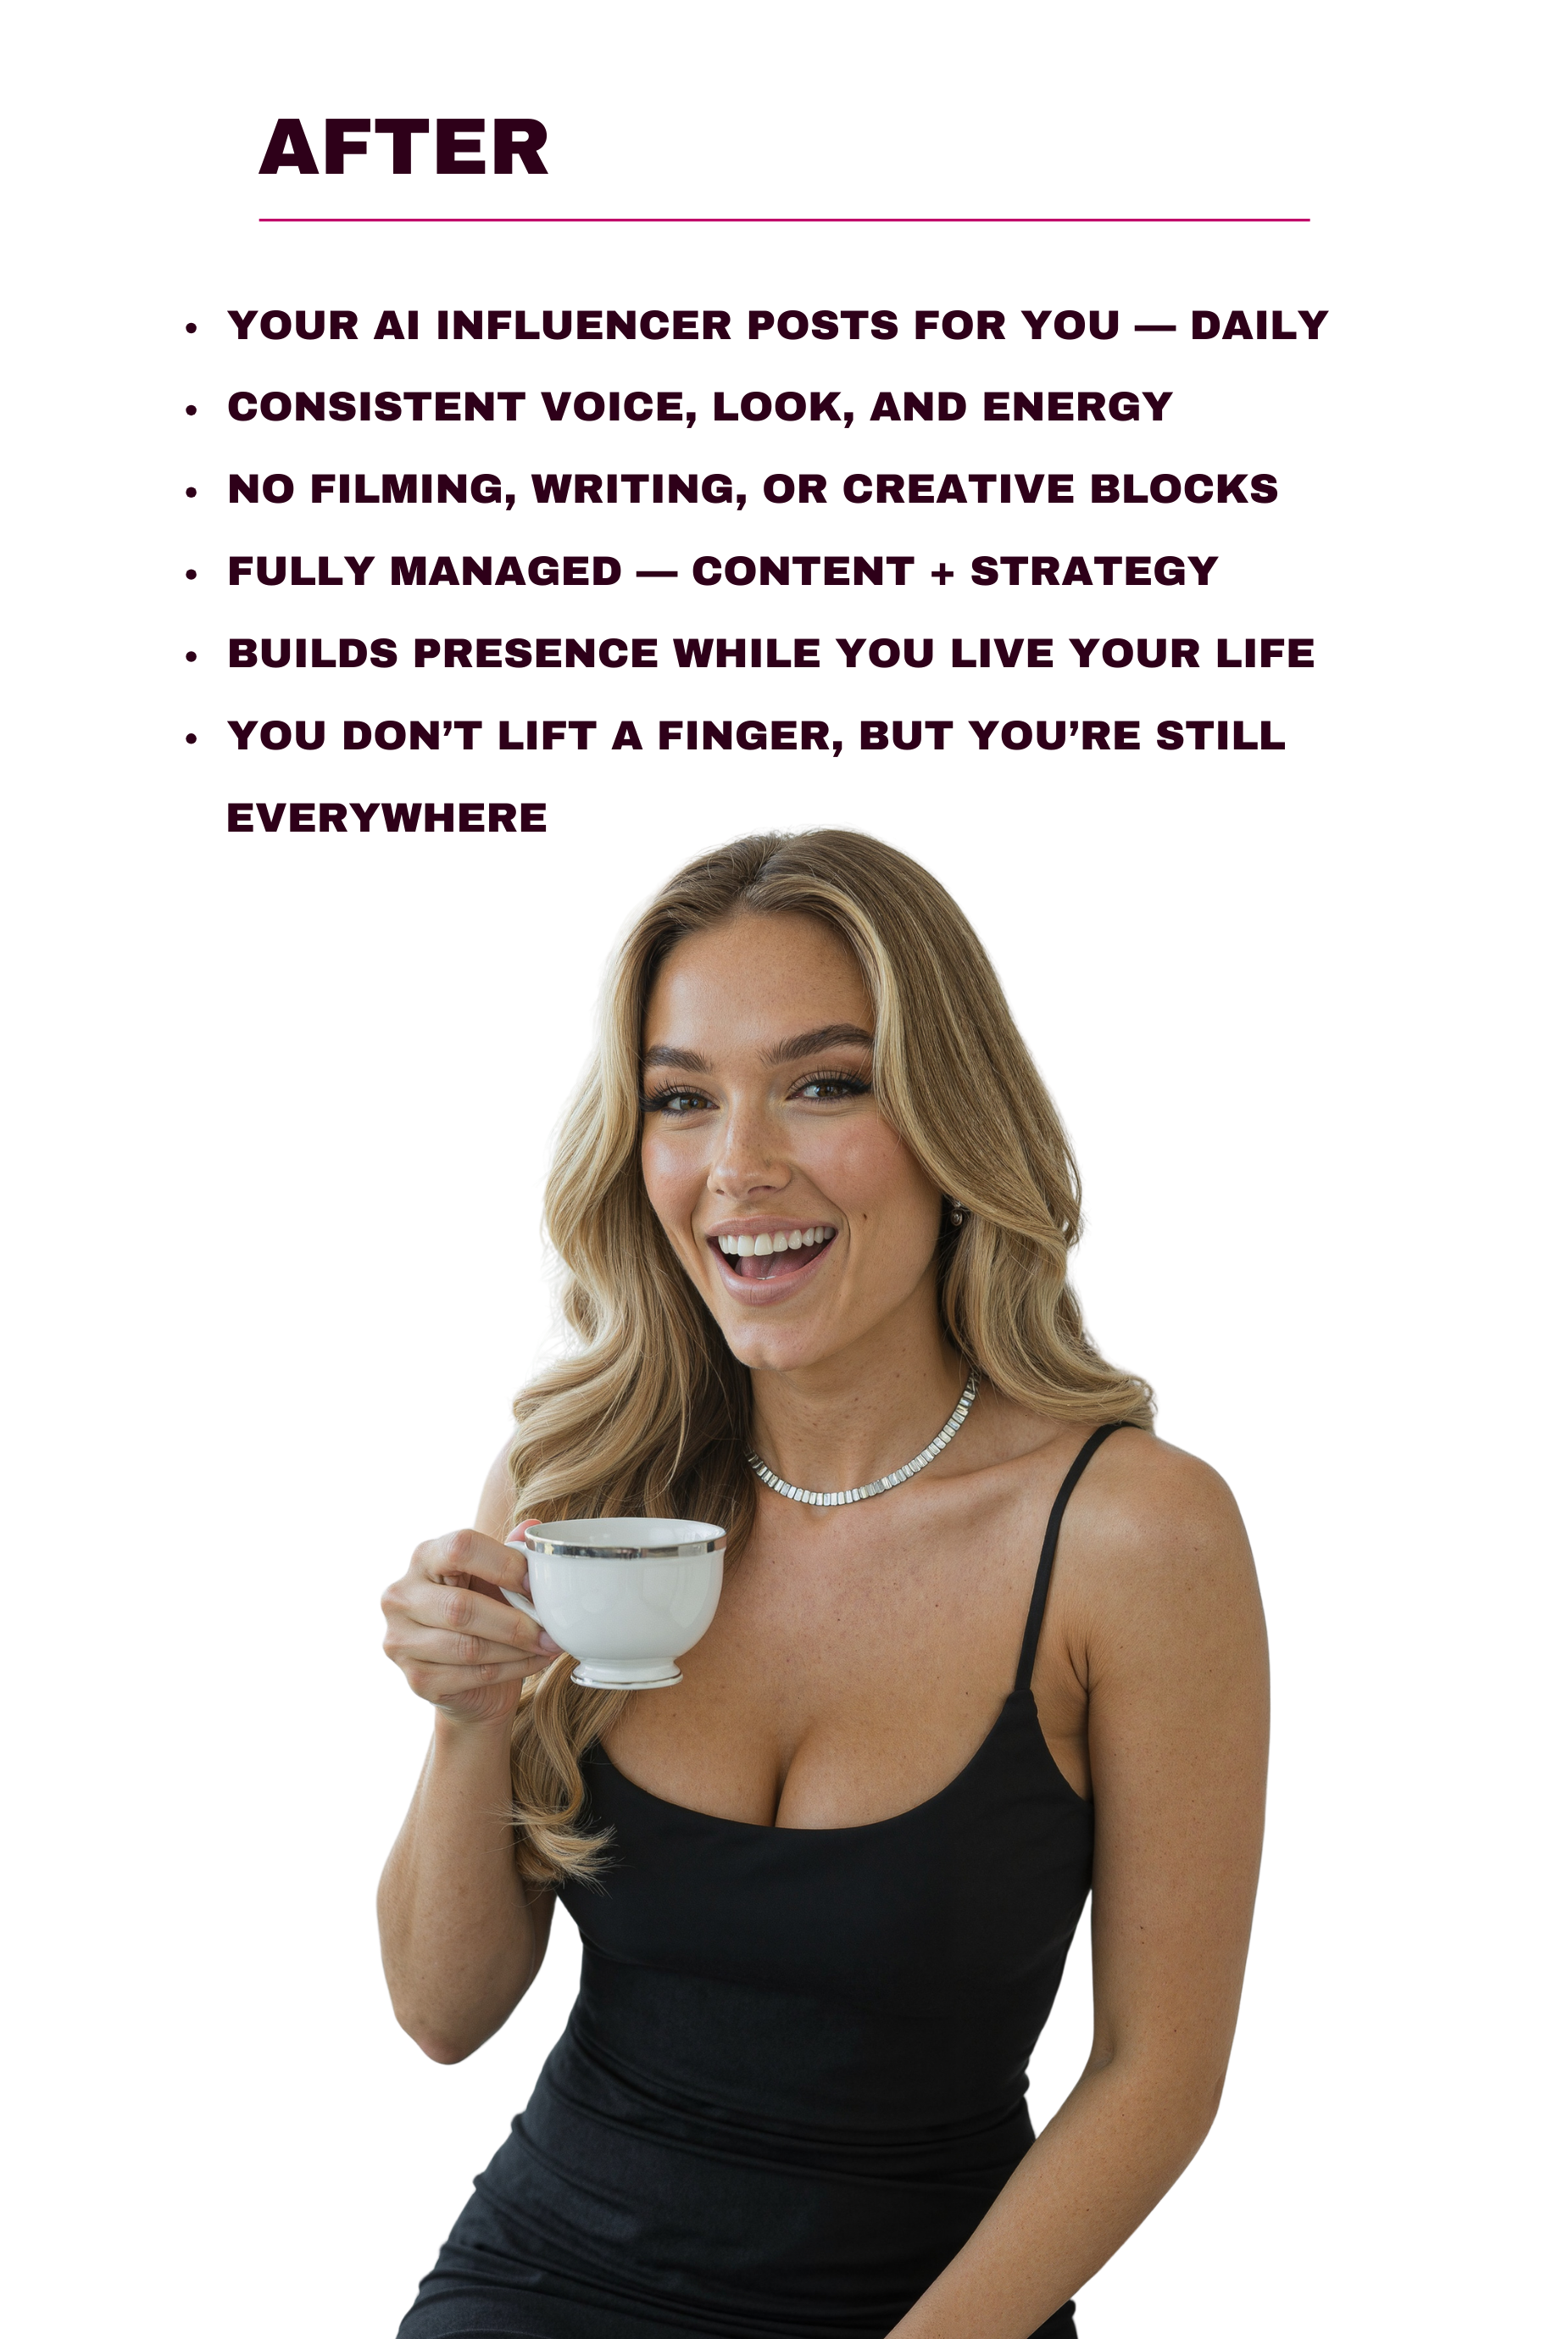 AFTER
• YOUR AI INFLUENCER POSTS FOR YOU — DAILY
• CONSISTENT VOICE, LOOK, AND ENERGY
• NO FILMING, WRITING, OR CREATIVE BLOCKS
• FULLY MANAGED — CONTENT + STRATEGY
• BUILDS PRESENCE WHILE YOU LIVE YOUR LIFE
• YOU DON’T LIFT A FINGER, BUT YOU’RE STILL
EVERYWHERE